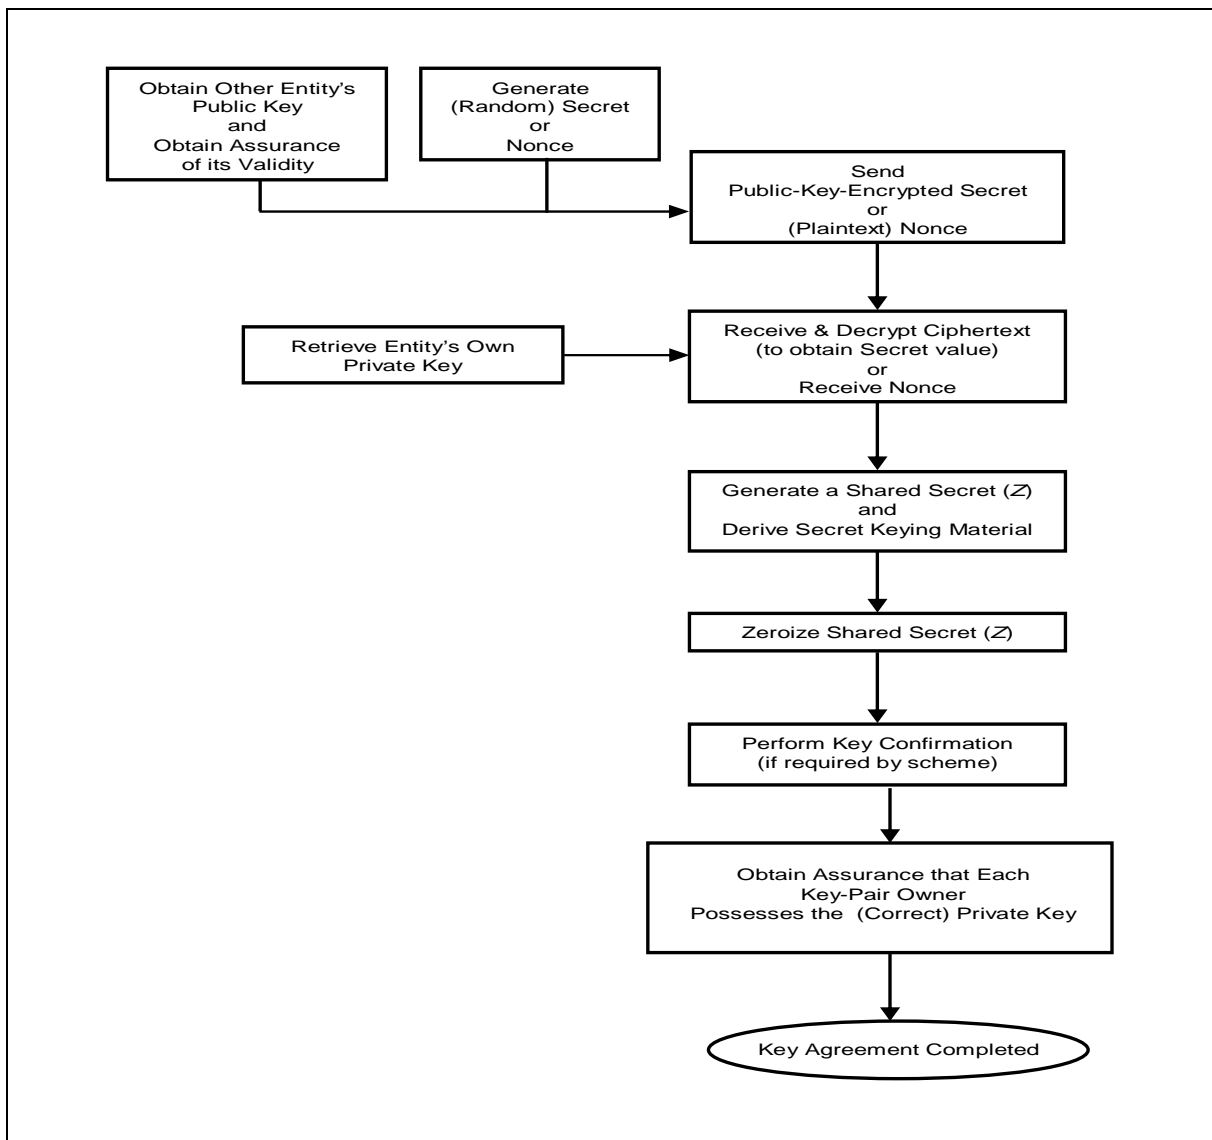 Obtain Other Entity's
Public Key
and
Obtain Assurance
of its Validity
Generate
(Random) Secret
or
Nonce
Send
Public-Key-Encrypted Secret
or
(Plaintext) Nonce
Retrieve Entity's Own
Private Key
Receive & Decrypt Ciphertext
(to obtain Secret value)
or
Receive Nonce
Generate a Shared Secret (Z)
and
Derive Secret Keying Material
Zeroize Shared Secret (Z)
Perform Key Confirmation
(if required by scheme)
Obtain Assurance that Each
Key-Pair Owner
Possesses the (Correct) Private Key
Key Agreement Completed